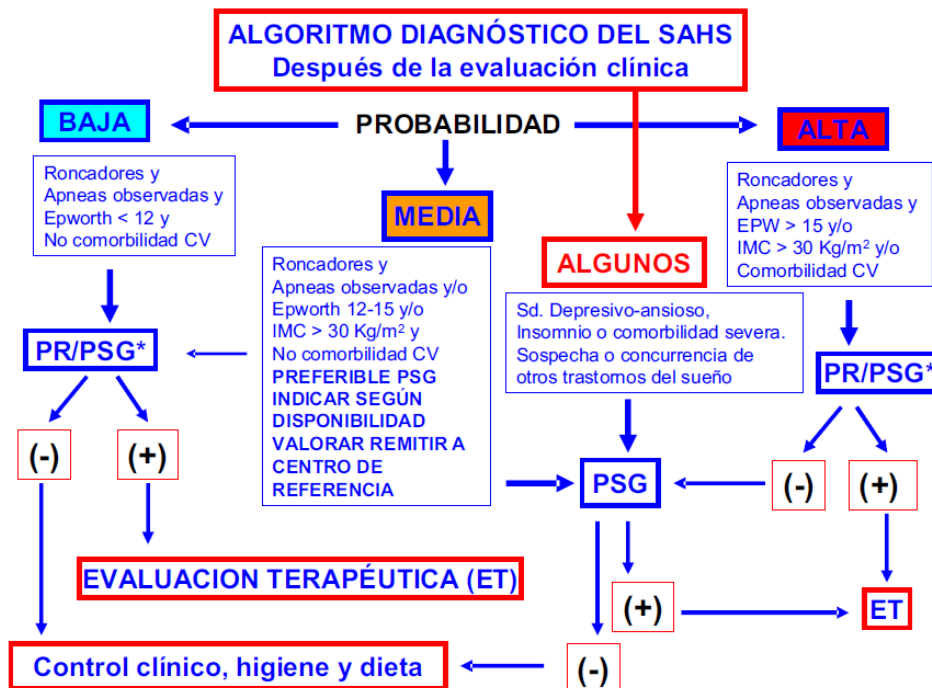 ALGORITMO DIAGNÓSTICO DEL SAHS
Después de la evaluación clínica
BAJA
PROBABILIDAD
ALTA
Roncadores y
Apneas observadas y
Epworth < 12 y
No comorbilidad CV
MEDIA
Roncadores y
Apneas observadas y/o
Epworth 12-15 y/o
IMC > 30 Kg/m² y
No comorbilidad CV
PREFERIBLE PSG
INDICAR SEGÚN
DISPONIBILIDAD
VALORAR REMITIR A
CENTRO DE
REFERENCIA
ALGUNOS
Sd. Depresivo-ansioso,
Insomnio o comorbilidad severa.
Sospecha o concurrencia de
otros trastornos del sueño
Roncadores y
Apneas observadas y
EPW > 15 y/o
IMC > 30 Kg/m² y/o
Comorbilidad CV
PR/PSG*
PR/PSG*
(-)
(+)
PSG
(-)
(+)
EVALUACION TERAPÉUTICA (ET)
(+)
ET
Control clínico, higiene y dieta
(-)